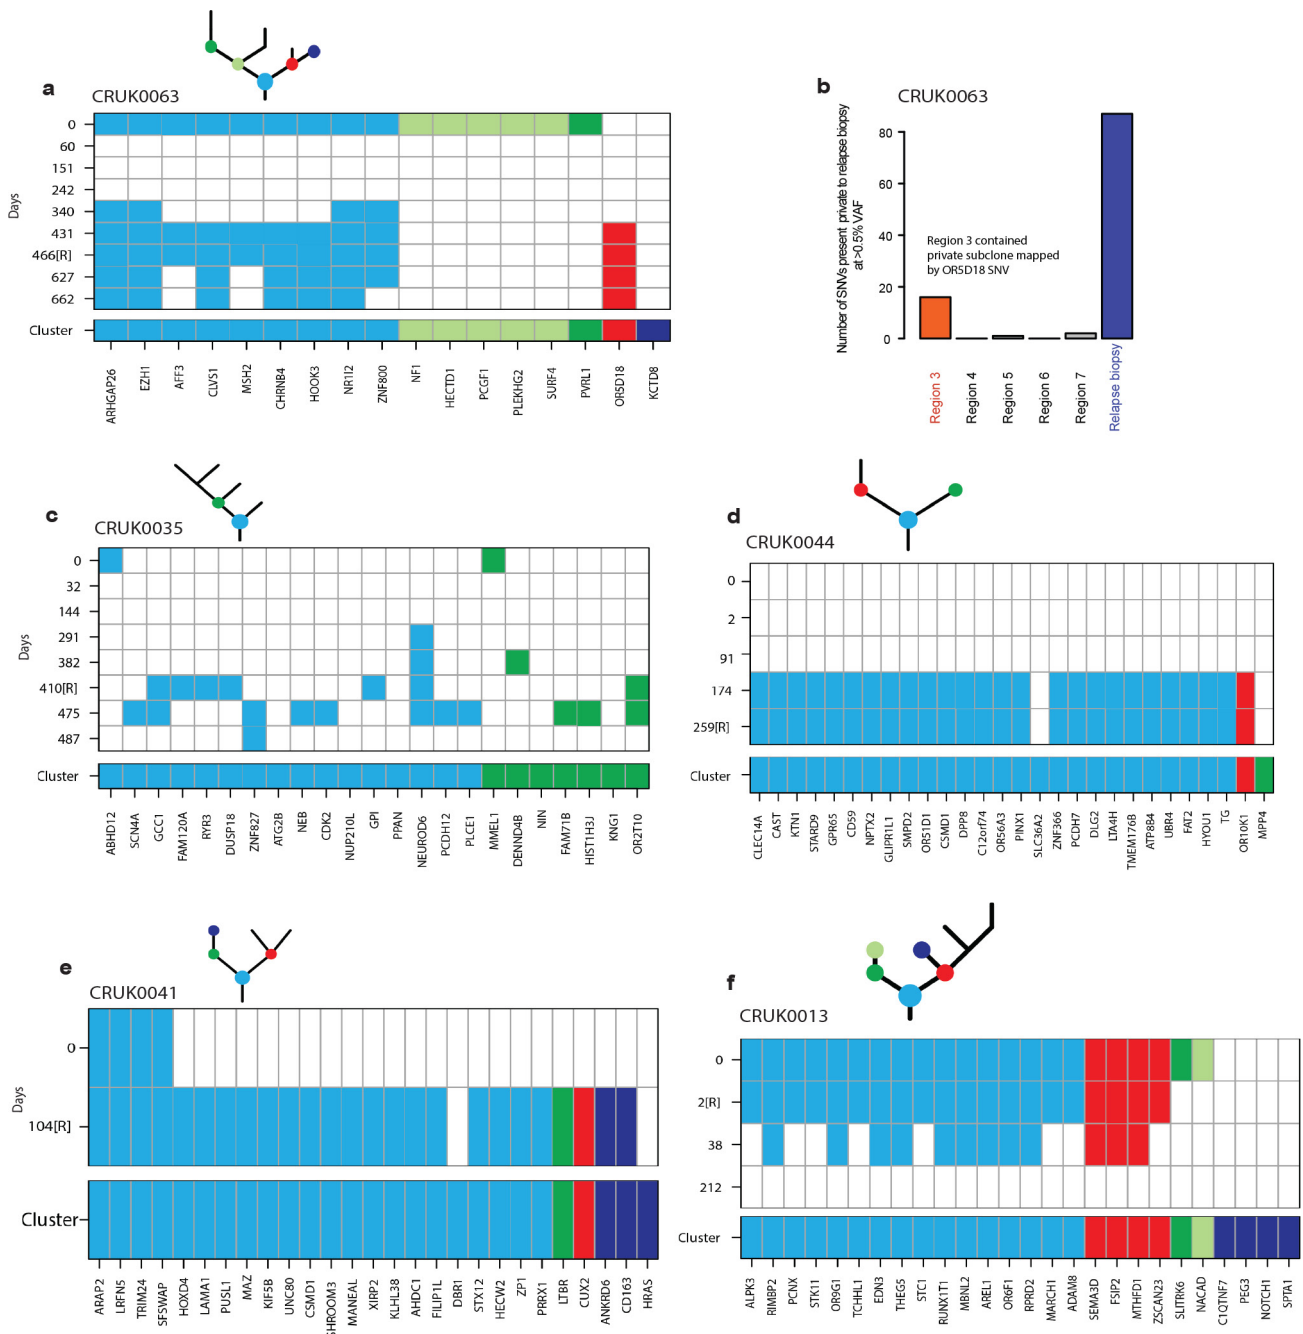 a
CRUK0063
Days
0
60
151
242
340
431
466[R]
627
662
Cluster
ARHGAP26
EZH1
AFF3
CLVS1
MSH2
CHRNB4
HOOK3
NR1I2
ZNF800
NF1
HECTD1
PCGF1
PLEKHG2
SURF4
PVRL1
OR5D18
KCTD8
b
CRUK0063
Number of SNVs present private to relapse biopsy
at >0.5% VAF
80
60
40
20
0
Region 3 contained
private subclone mapped
by OR5D18 SNV
Region 3
Region 4
Region 5
Region 6
Region 7
Relapse biopsy
c
CRUK0035
Days
0
32
144
291
382
410[R]
475
487
Cluster
ABHD12
SCN4A
GCC1
FAM120A
RYR3
DUSP18
ZNF827
ATG2B
NEB
CDK2
NUP210L
GPI
PPAN
NEUROD6
PCDH12
PLCE1
MMEL1
DENND4B
NIN
FAM71B
HIST1H3J
KNG1
OR2T10
d
CRUK0044
0
2
91
174
259[R]
Cluster
CLEC14A
CAST
KTN1
STARD9
GPR65
CD59
NPTX2
GLIPR1L1
SMPD2
OR51D1
CSMD1
DPP8
C12orf74
OR56A3
PINX1
SLC36A2
ZNF366
PCDH7
DLG2
LTA4H
TMEM176B
ATP8B4
UBR4
FAT2
HYOU1
TG
OR10K1
MPP4
e
CRUK0041
Days
0
104[R]
Cluster
ARAP2
LRFN5
TRIM24
SFSWAP
HOXD4
LAMA1
PUSL1
MAZ
KIF5B
UNC80
CSMD1
SHROOM3
MANEAL
XIRP2
KLHL38
AHDC1
FILIP1L
DBR1
STX12
HECW2
ZP1
PRRX1
LTBR
CUX2
ANKRD6
CD163
HRAS
f
CRUK0013
0
2[R]
38
212
Cluster
ALPK3
RIMBP2
PCNX
STK11
OR9G1
TCHHL1
EDN3
THEG5
STC1
RUNX1T1
MBNL2
AREL1
OR6F1
RPRD2
MARCH1
ADAM8
SEMA3D
FSIP2
MTHFD1
ZSCAN23
SLITRK6
NACAD
C1QTNF7
PEG3
NOTCH1
SPTA1